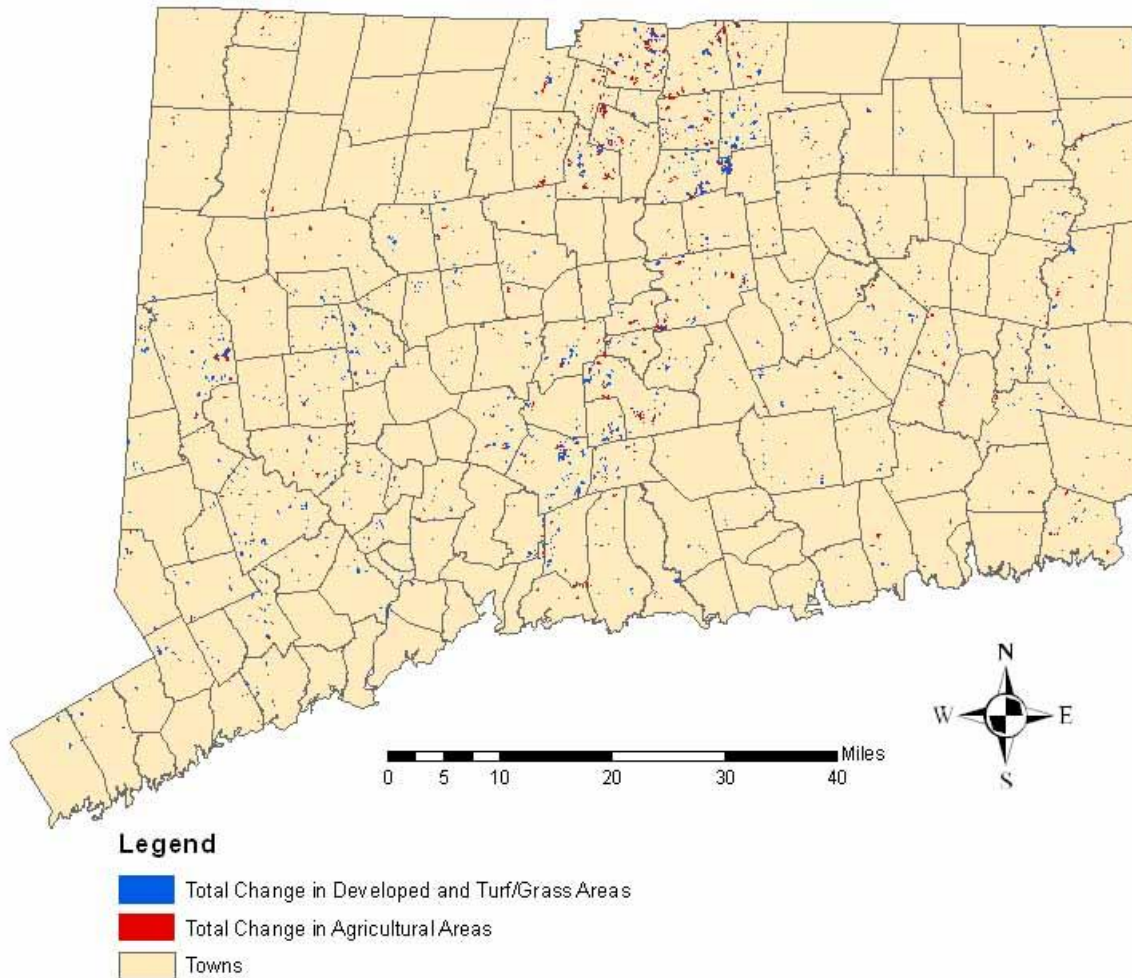 N
W E
S
Miles
0 5 10 20 30 40
Legend
Total Change in Developed and Turf/Grass Areas
Total Change in Agricultural Areas
Towns